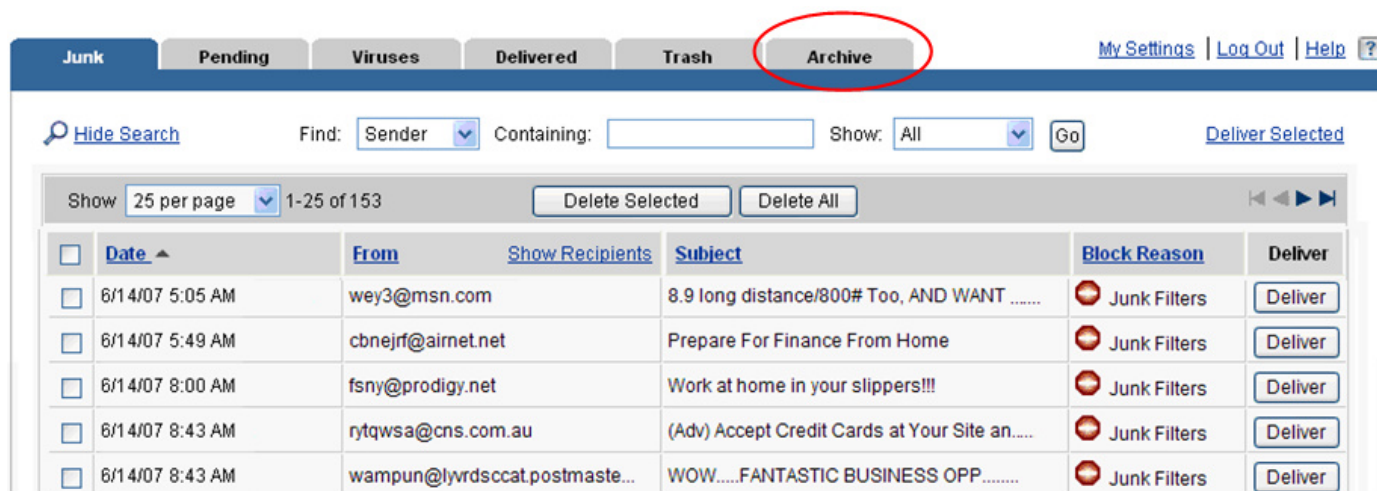 Junk Pending Viruses Delivered Trash Archive My Settings | Log Out | Help ?
Hide Search Find: Sender Containing: Show: All Go Deliver Selected
Show 25 per page 1-25 of 153 Delete Selected Delete All
Date From Show Recipients Subject Block Reason Deliver
6/14/07 5:05 AM wey3@msn.com 8.9 long distance/800# Too, AND WANT ....... Junk Filters Deliver
6/14/07 5:49 AM cbnejrf@airnet.net Prepare For Finance From Home Junk Filters Deliver
6/14/07 8:00 AM fsny@prodigy.net Work at home in your slippers!!! Junk Filters Deliver
6/14/07 8:43 AM rytqwsa@cns.com.au (Adv) Accept Credit Cards at Your Site an..... Junk Filters Deliver
6/14/07 8:43 AM wampun@lyvrdsccat.postmaste... WOW.....FANTASTIC BUSINESS OPP........ Junk Filters Deliver